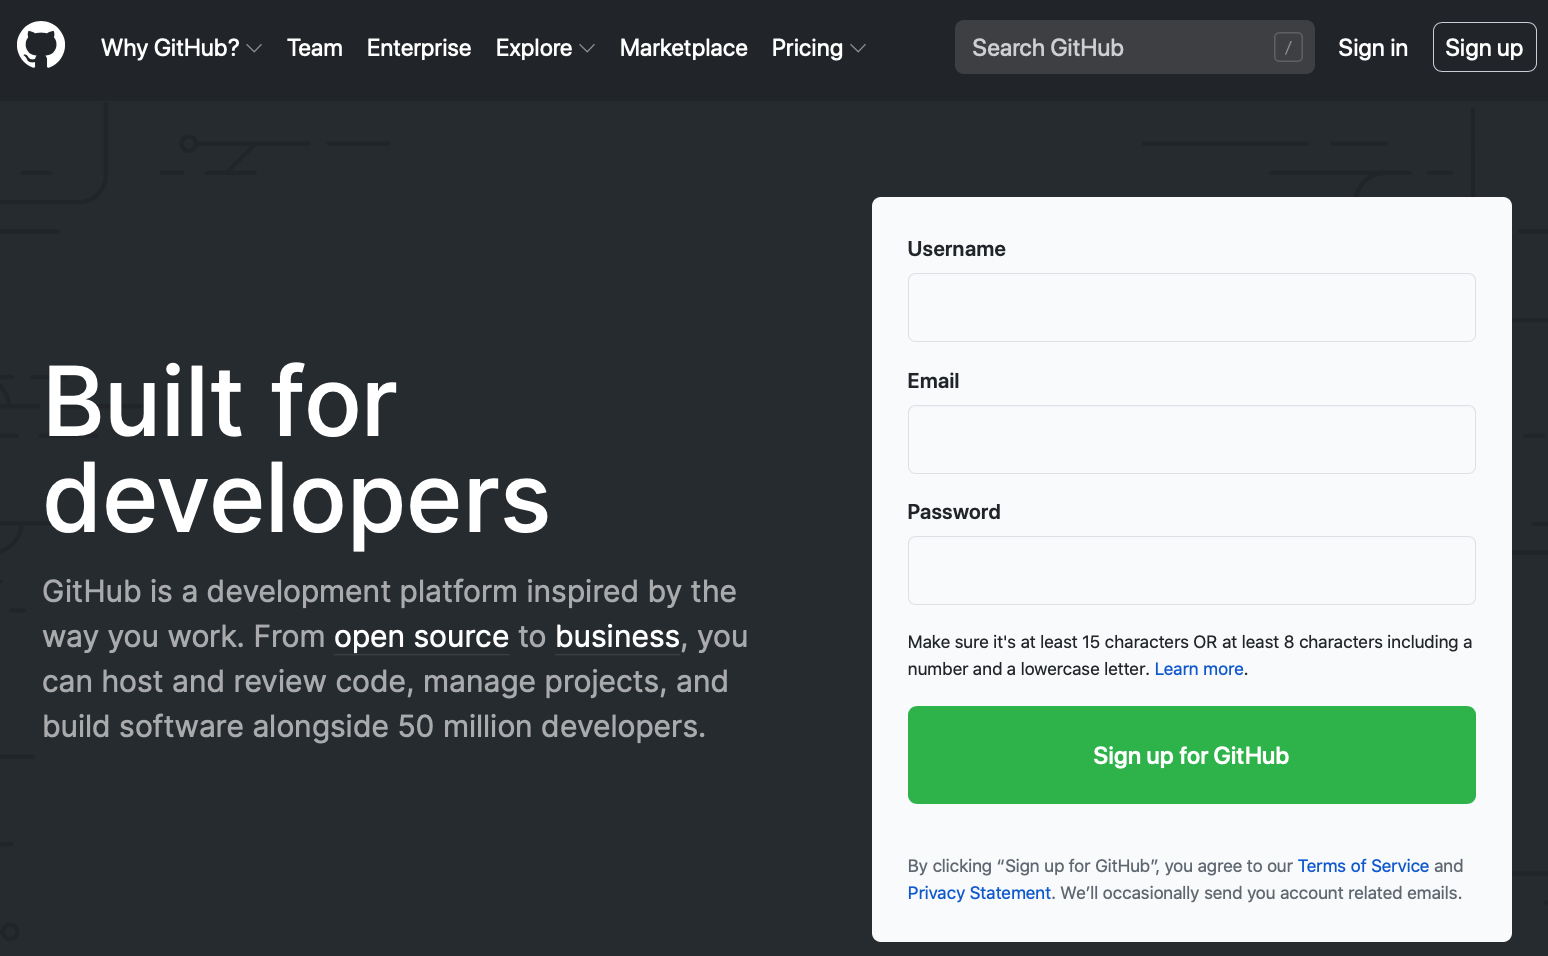 Why GitHub? Team Enterprise Explore Marketplace Pricing Search GitHub / Sign in Sign up
Built for
developers
GitHub is a development platform inspired by the
way you work. From open source to business, you
can host and review code, manage projects, and
build software alongside 50 million developers.
Username
Email
Password
Make sure it's at least 15 characters OR at least 8 characters including a
number and a lowercase letter. Learn more.
Sign up for GitHub
By clicking “Sign up for GitHub”, you agree to our Terms of Service and
Privacy Statement. We’ll occasionally send you account related emails.